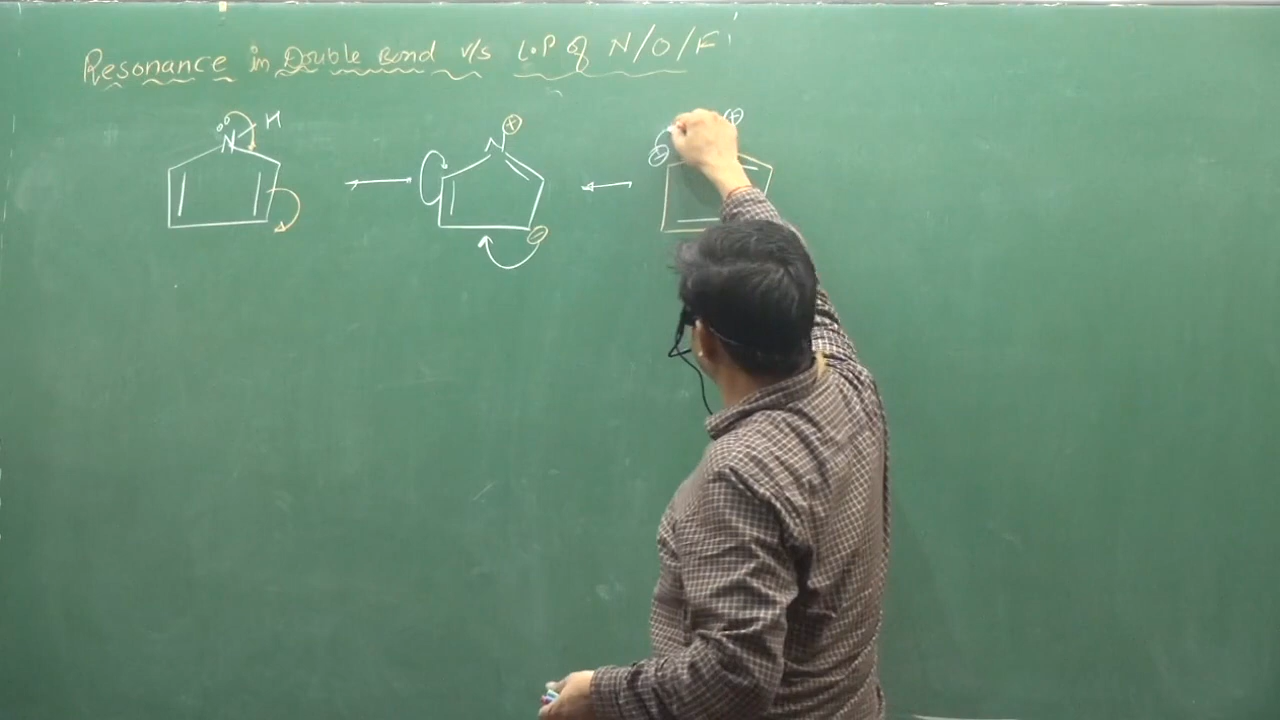 Resonance in Double Bond v/s L.P of N/O/F
N H N ⊕ ⊕
⊖
⊖